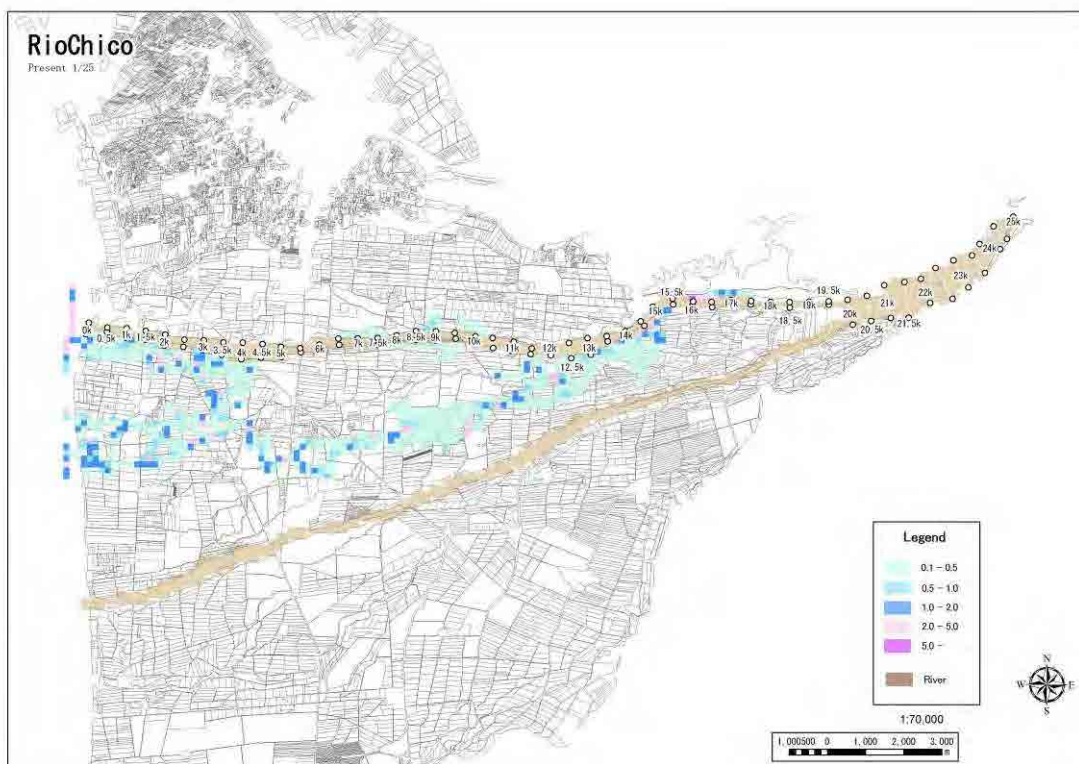 RioChico
Present 1/25
25k
24k
23k
22k
21k
21.5k
20.5k
20k
19.5k
19k
18.5k
18k
17k
16k
15.5k
15k
14k
13k
12.5k
12k
11k
10k
9k
8.5k
8k
7.5k
7k
6k
5k
4.5k
4k
3.5k
3k
2k
1.5k
1k
0.5k
0k
Legend
0.1 - 0.5
0.5 - 1.0
1.0 - 2.0
2.0 - 5.0
5.0 -
River
N
W E
S
1:70,000
1,000500 0 1,000 2,000 3,000
m